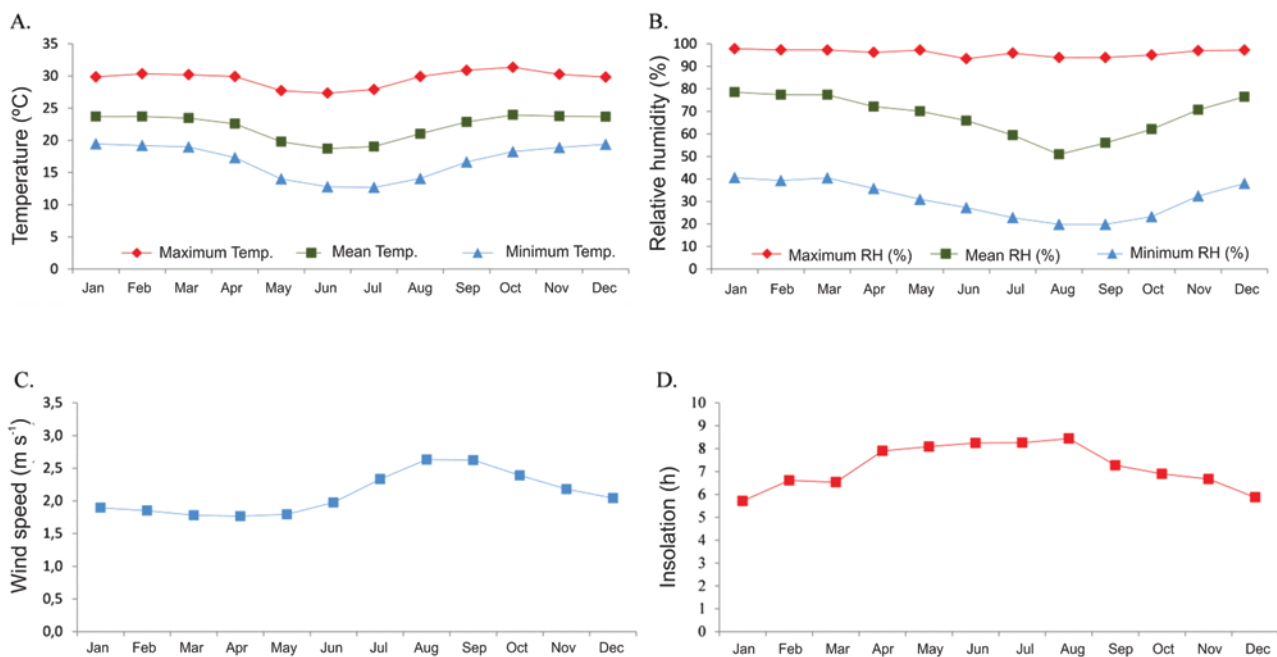 A.
Temperature (ºC)
35
30
25
20
15
10
5
0
Maximum Temp. Mean Temp. Minimum Temp.
Jan Feb Mar Apr May Jun Jul Aug Sep Oct Nov Dec
B.
Relative humidity (%)
100
90
80
70
60
50
40
30
20
10
0
Maximum RH (%) Mean RH (%) Minimum RH (%)
Jan Feb Mar Apr May Jun Jul Aug Sep Oct Nov Dec
C.
Wind speed (m s⁻¹)
3,5
3,0
2,5
2,0
1,5
1,0
0,5
0,0
Jan Feb Mar Apr May Jun Jul Aug Sep Oct Nov Dec
D.
Insolation (h)
10
9
8
7
6
5
4
3
2
1
0
Jan Feb Mar Apr May Jun Jul Aug Sep Oct Nov Dec